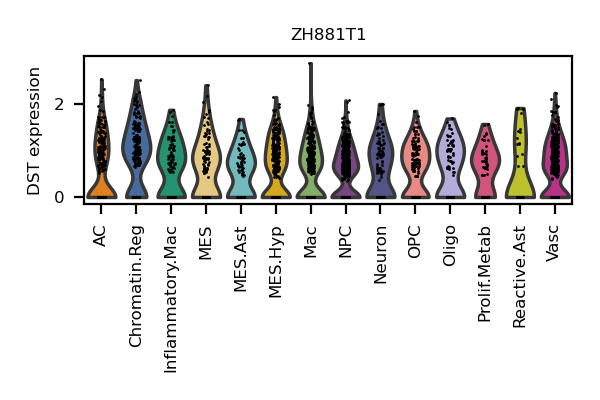 ZH881T1
DST expression
2
0
AC
Chromatin.Reg
Inflammatory.Mac
MES
MES.Ast
MES.Hyp
Mac
NPC
Neuron
OPC
Oligo
Prolif.Metab
Reactive.Ast
Vasc